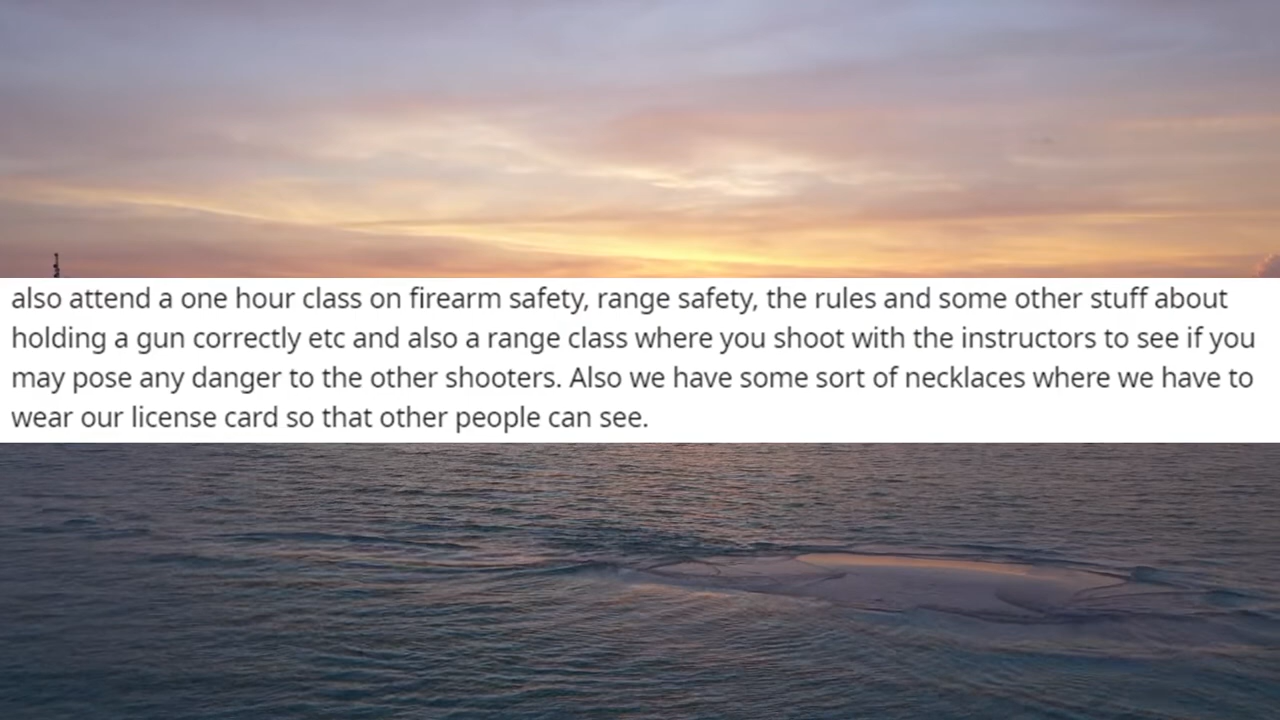 also attend a one hour class on firearm safety, range safety, the rules and some other stuff about
holding a gun correctly etc and also a range class where you shoot with the instructors to see if you
may pose any danger to the other shooters. Also we have some sort of necklaces where we have to
wear our license card so that other people can see.